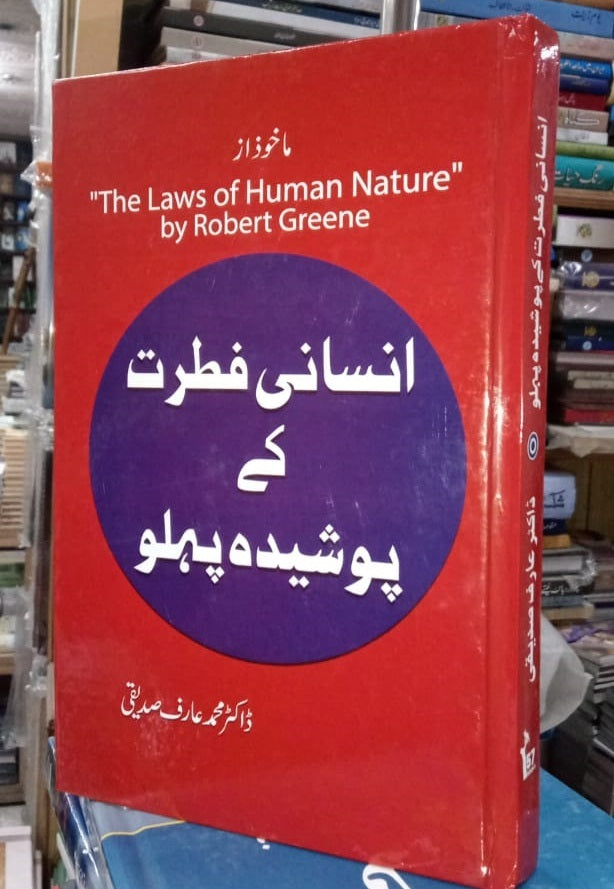 ماخوذ از
"The Laws of Human Nature"
by Robert Greene
انسانی فطرت
کے
پوشیدہ پہلو
ڈاکٹر محمد عارف صدیقی
انسانی فطرت کے پوشیدہ پہلو
ڈاکٹر عارف صدیقی
57